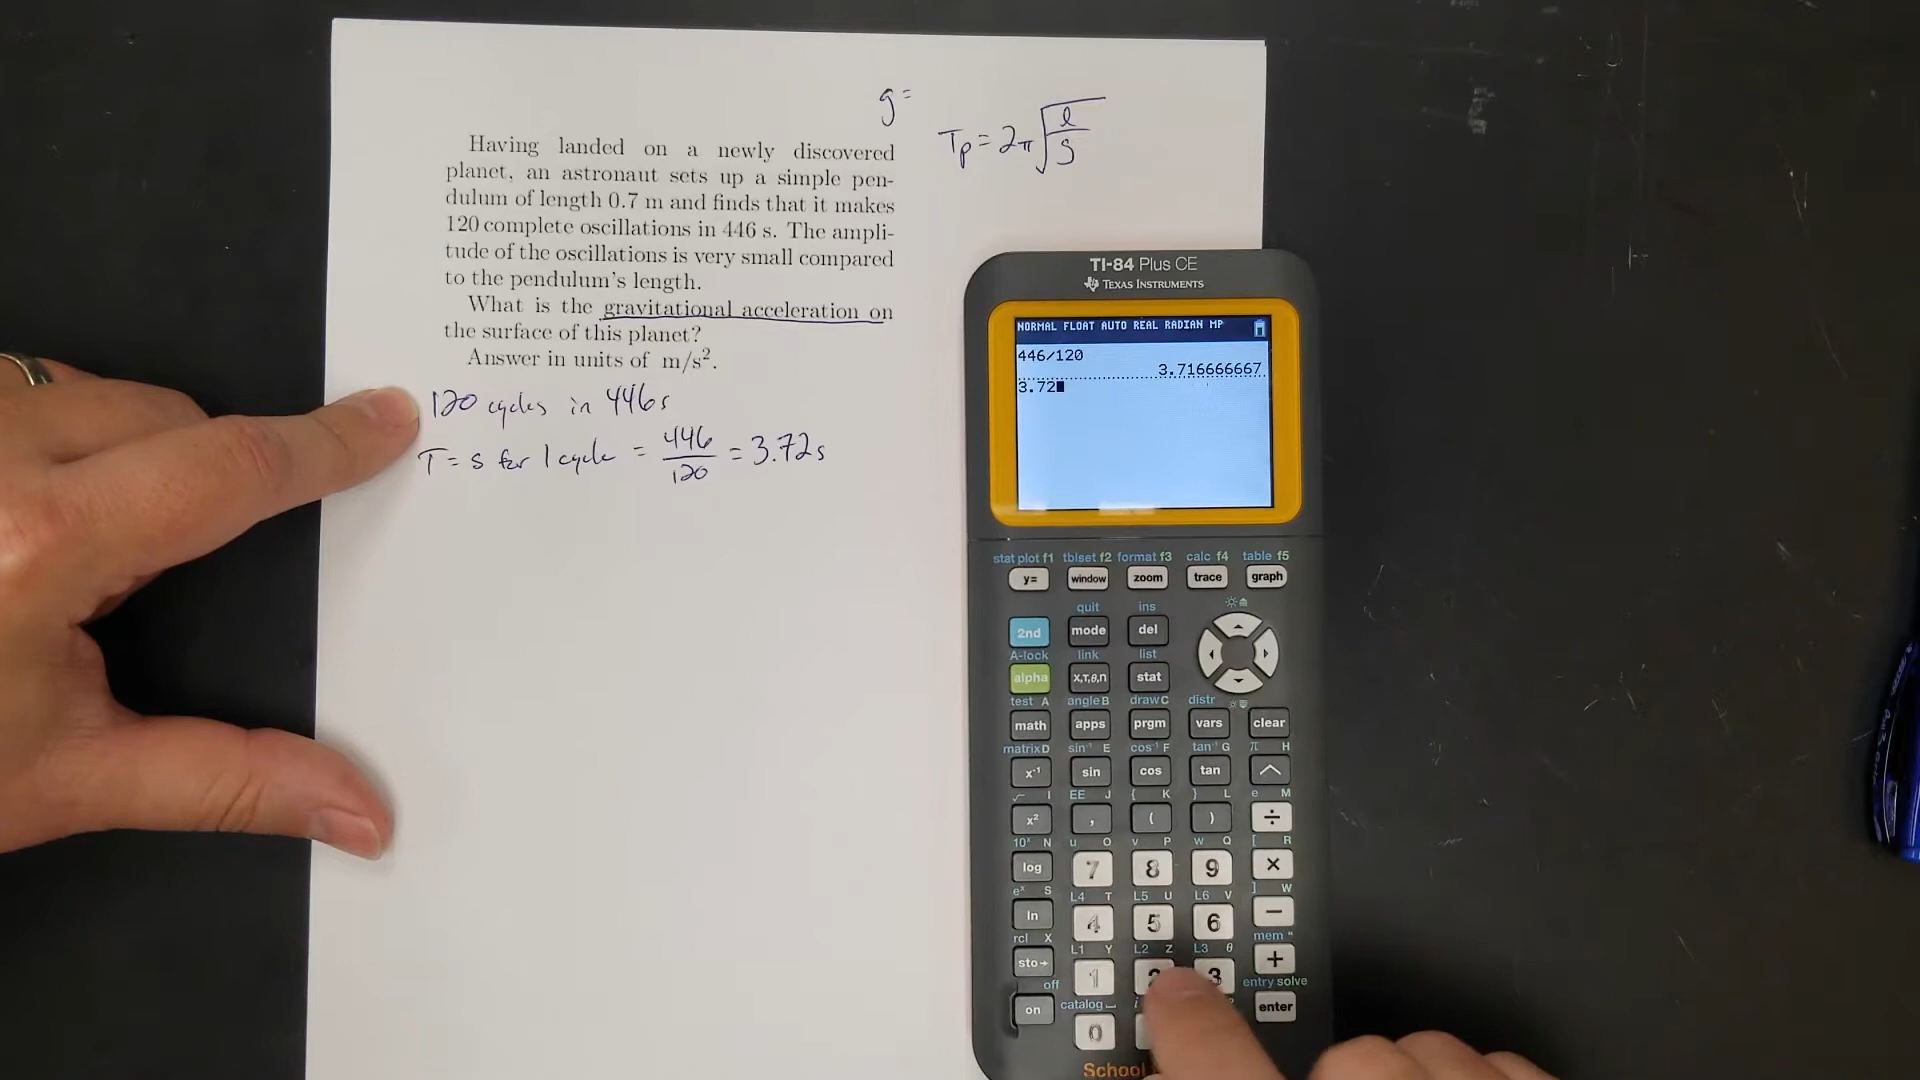 g=
Tp = 2π√(l/g)
Having landed on a newly discovered
planet, an astronaut sets up a simple pen-
dulum of length 0.7 m and finds that it makes
120 complete oscillations in 446 s. The ampli-
tude of the oscillations is very small compared
to the pendulum's length.
What is the gravitational acceleration on
the surface of this planet?
Answer in units of m/s².
120 cycles in 446s
T = s for 1 cycle = 446/120 = 3.72s
TI-84 Plus CE
TEXAS INSTRUMENTS
NORMAL FLOAT AUTO REAL RADIAN MP
446/120
3.716666667
3.72
stat plot f1 tblset f2 format f3 calc f4 table f5
y= window zoom trace graph
quit ins
2nd mode del
A-lock link list
alpha X,T,θ,n stat
test A angle B draw C distr
math apps prgm vars clear
matrix D sin⁻¹ E cos⁻¹ F tan⁻¹ G π H
x⁻¹ sin cos tan ^
√ I EE J { K } L e M
x² , ( ) ÷
10ˣ N u O v P w Q [ R
log 7 8 9 ×
eˣ S L4 T L5 U L6 V ] W
ln 4 5 6 −
rcl X L1 Y L2 Z L3 θ mem "
sto→ 1 2 3 +
off catalog i entry solve
on 0 enter
School